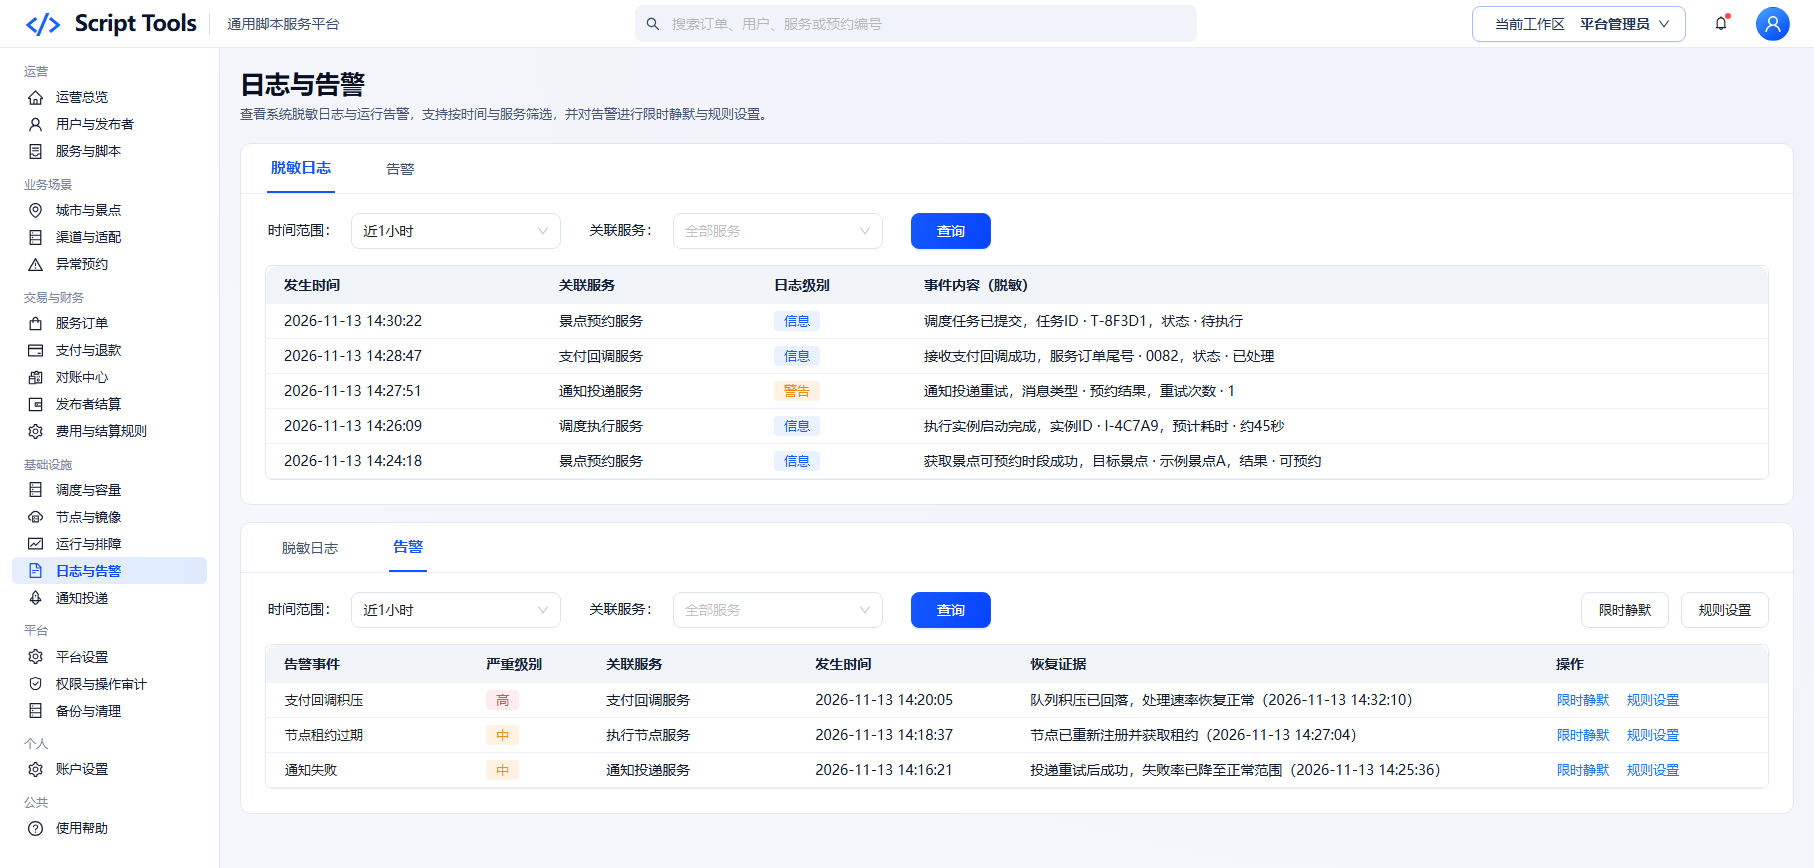 Script Tools 通用脚本服务平台 搜索订单、用户、服务或预约编号 当前工作区 平台管理员
运营
运营总览
用户与发布者
服务与脚本
业务场景
城市与景点
渠道与适配
异常预约
交易与财务
服务订单
支付与退款
对账中心
发布者结算
费用与结算规则
基础设施
调度与容量
节点与镜像
运行与排障
日志与告警
通知投递
平台
平台设置
权限与操作审计
备份与清理
个人
账户设置
公共
使用帮助
日志与告警
查看系统脱敏日志与运行告警，支持按时间与服务筛选，并对告警进行限时静默与规则设置。
脱敏日志 告警
时间范围： 近1小时 关联服务： 全部服务 查询
发生时间 关联服务 日志级别 事件内容（脱敏）
2026-11-13 14:30:22 景点预约服务 信息 调度任务已提交，任务ID · T-8F3D1，状态 · 待执行
2026-11-13 14:28:47 支付回调服务 信息 接收支付回调成功，服务订单尾号 · 0082，状态 · 已处理
2026-11-13 14:27:51 通知投递服务 警告 通知投递重试，消息类型 · 预约结果，重试次数 · 1
2026-11-13 14:26:09 调度执行服务 信息 执行实例启动完成，实例ID · I-4C7A9，预计耗时 · 约45秒
2026-11-13 14:24:18 景点预约服务 信息 获取景点可预约时段成功，目标景点 · 示例景点A，结果 · 可预约
脱敏日志 告警
时间范围： 近1小时 关联服务： 全部服务 查询 限时静默 规则设置
告警事件 严重级别 关联服务 发生时间 恢复证据 操作
支付回调积压 高 支付回调服务 2026-11-13 14:20:05 队列积压已回落，处理速率恢复正常（2026-11-13 14:32:10） 限时静默 规则设置
节点租约过期 中 执行节点服务 2026-11-13 14:18:37 节点已重新注册并获取租约（2026-11-13 14:27:04） 限时静默 规则设置
通知失败 中 通知投递服务 2026-11-13 14:16:21 投递重试后成功，失败率已降至正常范围（2026-11-13 14:25:36） 限时静默 规则设置